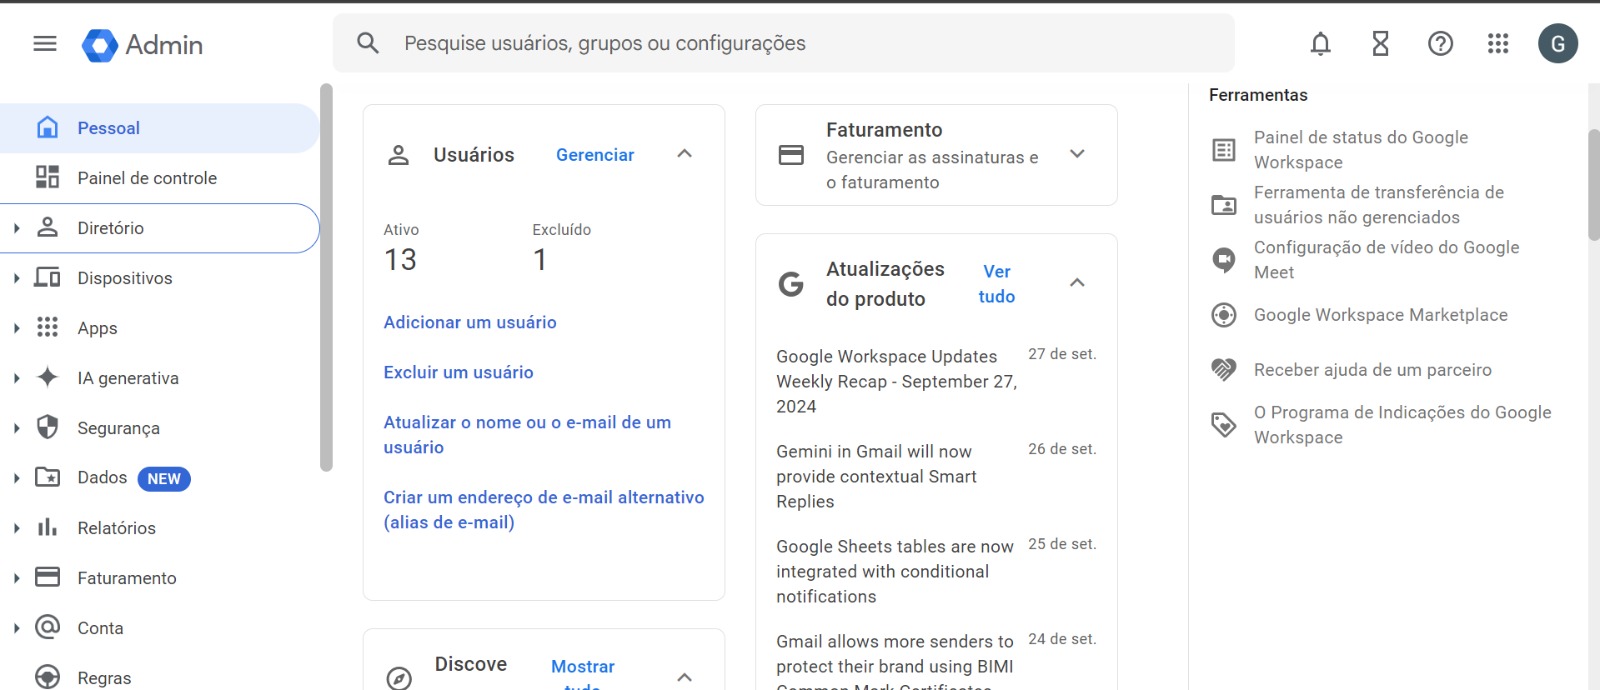 Admin
Pesquise usuários, grupos ou configurações
G
Pessoal
Painel de controle
Diretório
Dispositivos
Apps
IA generativa
Segurança
Dados NEW
Relatórios
Faturamento
Conta
Regras
Usuários
Gerenciar
Ativo
13
Excluído
1
Adicionar um usuário
Excluir um usuário
Atualizar o nome ou o e-mail de um
usuário
Criar um endereço de e-mail alternativo
(alias de e-mail)
Discove
Mostrar
Faturamento
Gerenciar as assinaturas e
o faturamento
Atualizações
do produto
Ver
tudo
Google Workspace Updates
Weekly Recap - September 27,
2024
27 de set.
Gemini in Gmail will now
provide contextual Smart
Replies
26 de set.
Google Sheets tables are now
integrated with conditional
notifications
25 de set.
Gmail allows more senders to
protect their brand using BIMI
Common Mark Certificates
24 de set.
Ferramentas
Painel de status do Google
Workspace
Ferramenta de transferência de
usuários não gerenciados
Configuração de vídeo do Google
Meet
Google Workspace Marketplace
Receber ajuda de um parceiro
O Programa de Indicações do Google
Workspace